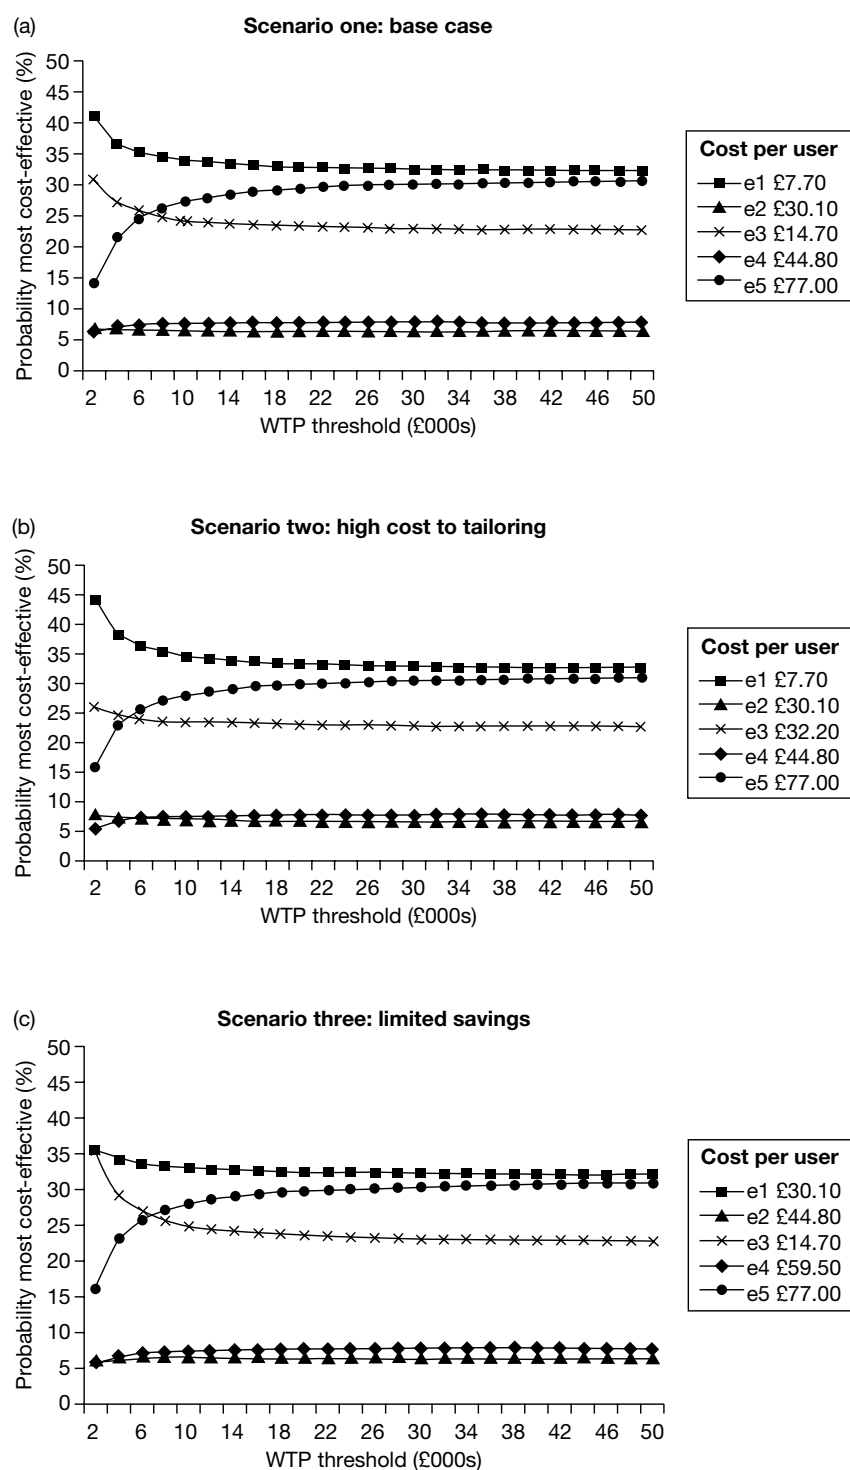 (a)
Scenario one: base case
Probability most cost-effective (%)
50
45
40
35
30
25
20
15
10
5
0
2 6 10 14 18 22 26 30 34 38 42 46 50
WTP threshold (£000s)
Cost per user
e1 £7.70
e2 £30.10
e3 £14.70
e4 £44.80
e5 £77.00
(b)
Scenario two: high cost to tailoring
Probability most cost-effective (%)
50
45
40
35
30
25
20
15
10
5
0
2 6 10 14 18 22 26 30 34 38 42 46 50
WTP threshold (£000s)
Cost per user
e1 £7.70
e2 £30.10
e3 £32.20
e4 £44.80
e5 £77.00
(c)
Scenario three: limited savings
Probability most cost-effective (%)
50
45
40
35
30
25
20
15
10
5
0
2 6 10 14 18 22 26 30 34 38 42 46 50
WTP threshold (£000s)
Cost per user
e1 £30.10
e2 £44.80
e3 £14.70
e4 £59.50
e5 £77.00